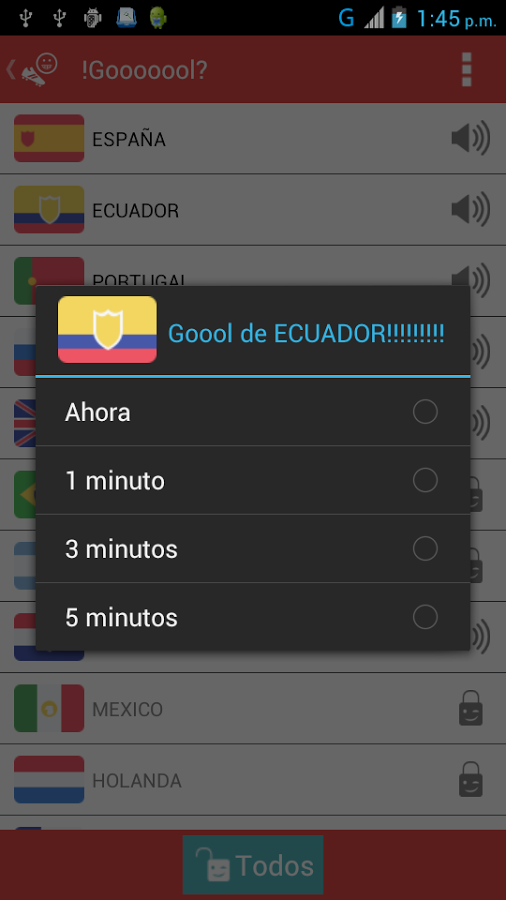 G 1:45 p.m.
!Gooooool?
ESPAÑA
ECUADOR
PORTUGAL
Goool de ECUADOR!!!!!!!!!
Ahora
1 minuto
3 minutos
5 minutos
MEXICO
HOLANDA
Todos